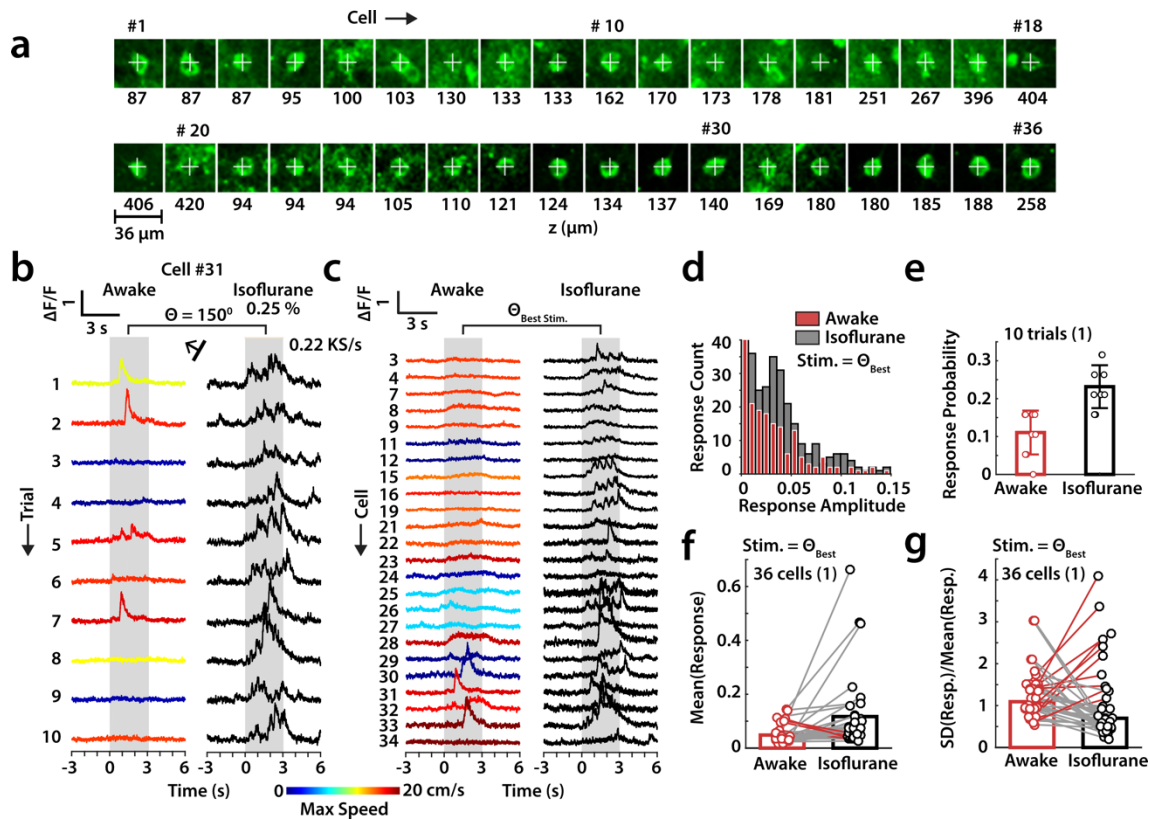 a
Cell →
#1 # 10 #18
87 87 87 95 100 103 130 133 133 162 170 173 178 181 251 267 396 404
# 20 #30 #36
406 420 94 94 94 105 110 121 124 134 137 140 169 180 180 185 188 258
36 μm
z (μm)
b
Cell #31
ΔF/F
1
3 s
Awake
Isoflurane
0.25 %
Θ = 150⁰
0.22 KS/s
Trial
1
2
3
4
5
6
7
8
9
10
-3 0 3 6 -3 0 3 6
Time (s)
c
ΔF/F
1
3 s
Awake
Isoflurane
Θ Best Stim.
Cell
3
4
7
8
9
11
12
15
16
19
21
22
23
24
25
26
27
28
29
30
31
32
33
34
-3 0 3 6 -3 0 3 6
Time (s)
0 20 cm/s
Max Speed
d
Awake
Isoflurane
Stim. = Θ Best
Response Count
40
30
20
10
0
0 0.05 0.1 0.15
Response Amplitude
e
10 trials (1)
Response Probability
0.3
0.2
0.1
0
Awake Isoflurane
f
Stim. = Θ Best
36 cells (1)
Mean(Response)
0.6
0.4
0.2
0
Awake Isoflurane
g
Stim. = Θ Best
36 cells (1)
SD(Resp.)/Mean(Resp.)
5
4
3
2
1
0
Awake Isoflurane